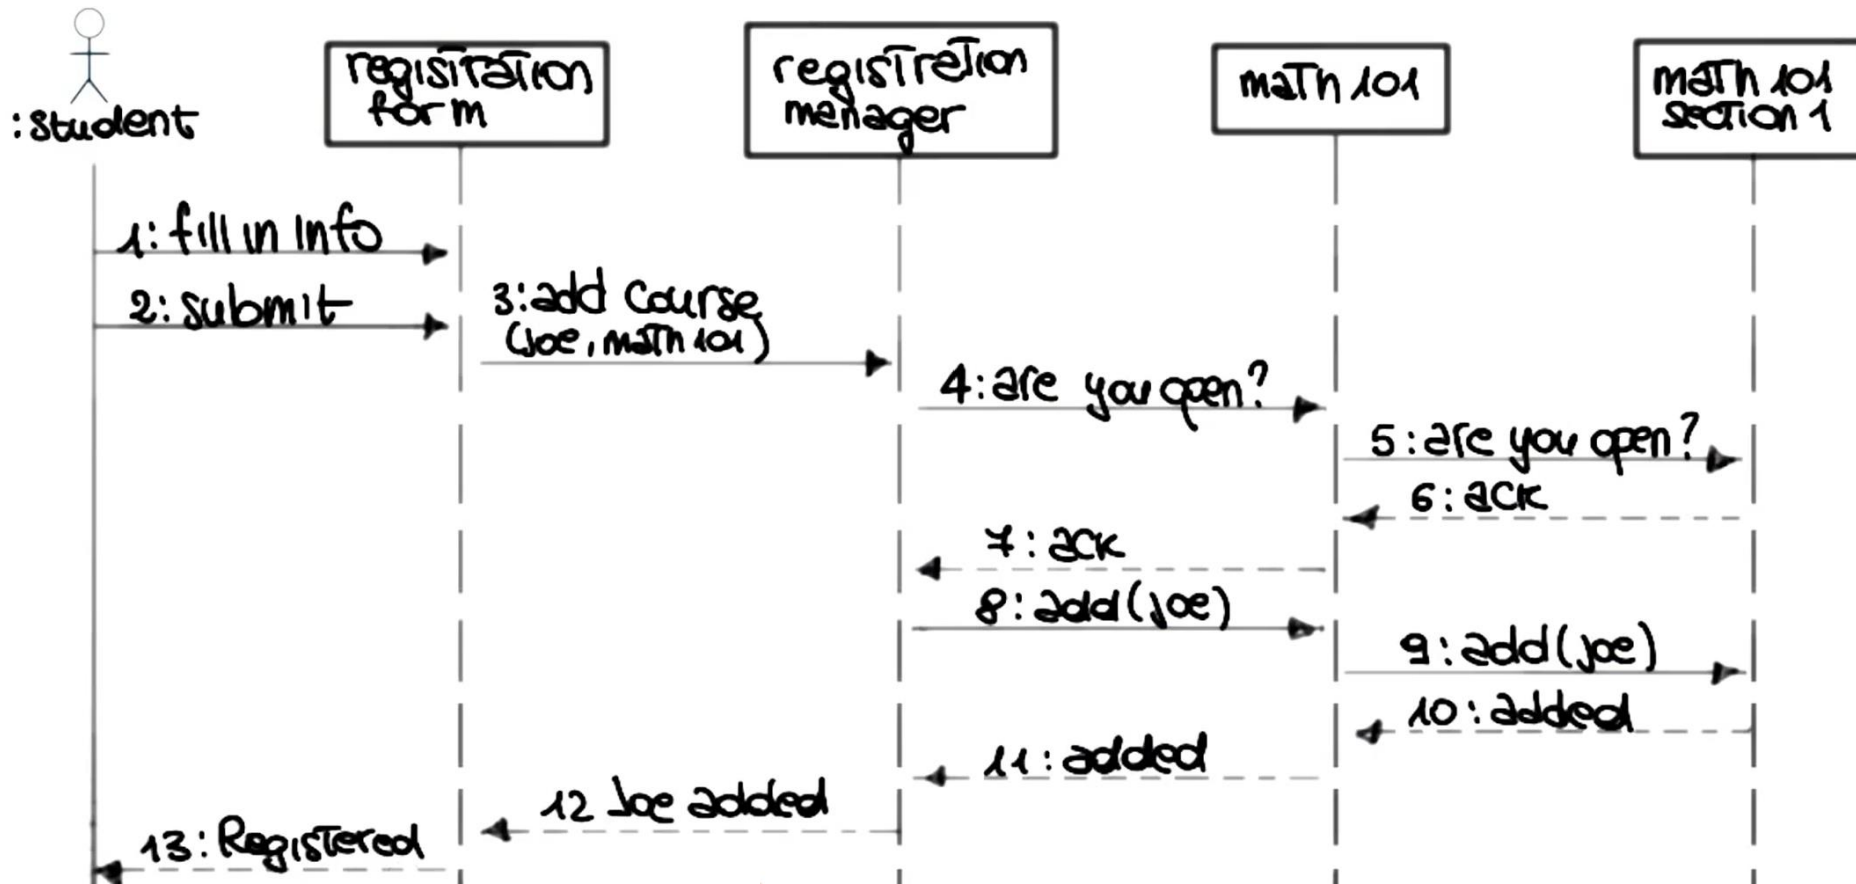 :student
registration
form
registration
manager
math 101
math 101
section 1
1: fill in info
2: submit
3: add course
(joe, math 101)
4: are you open?
5: are you open?
6: ack
7: ack
8: add (joe)
9: add (joe)
10: added
11: added
12 Joe added
13: Registered